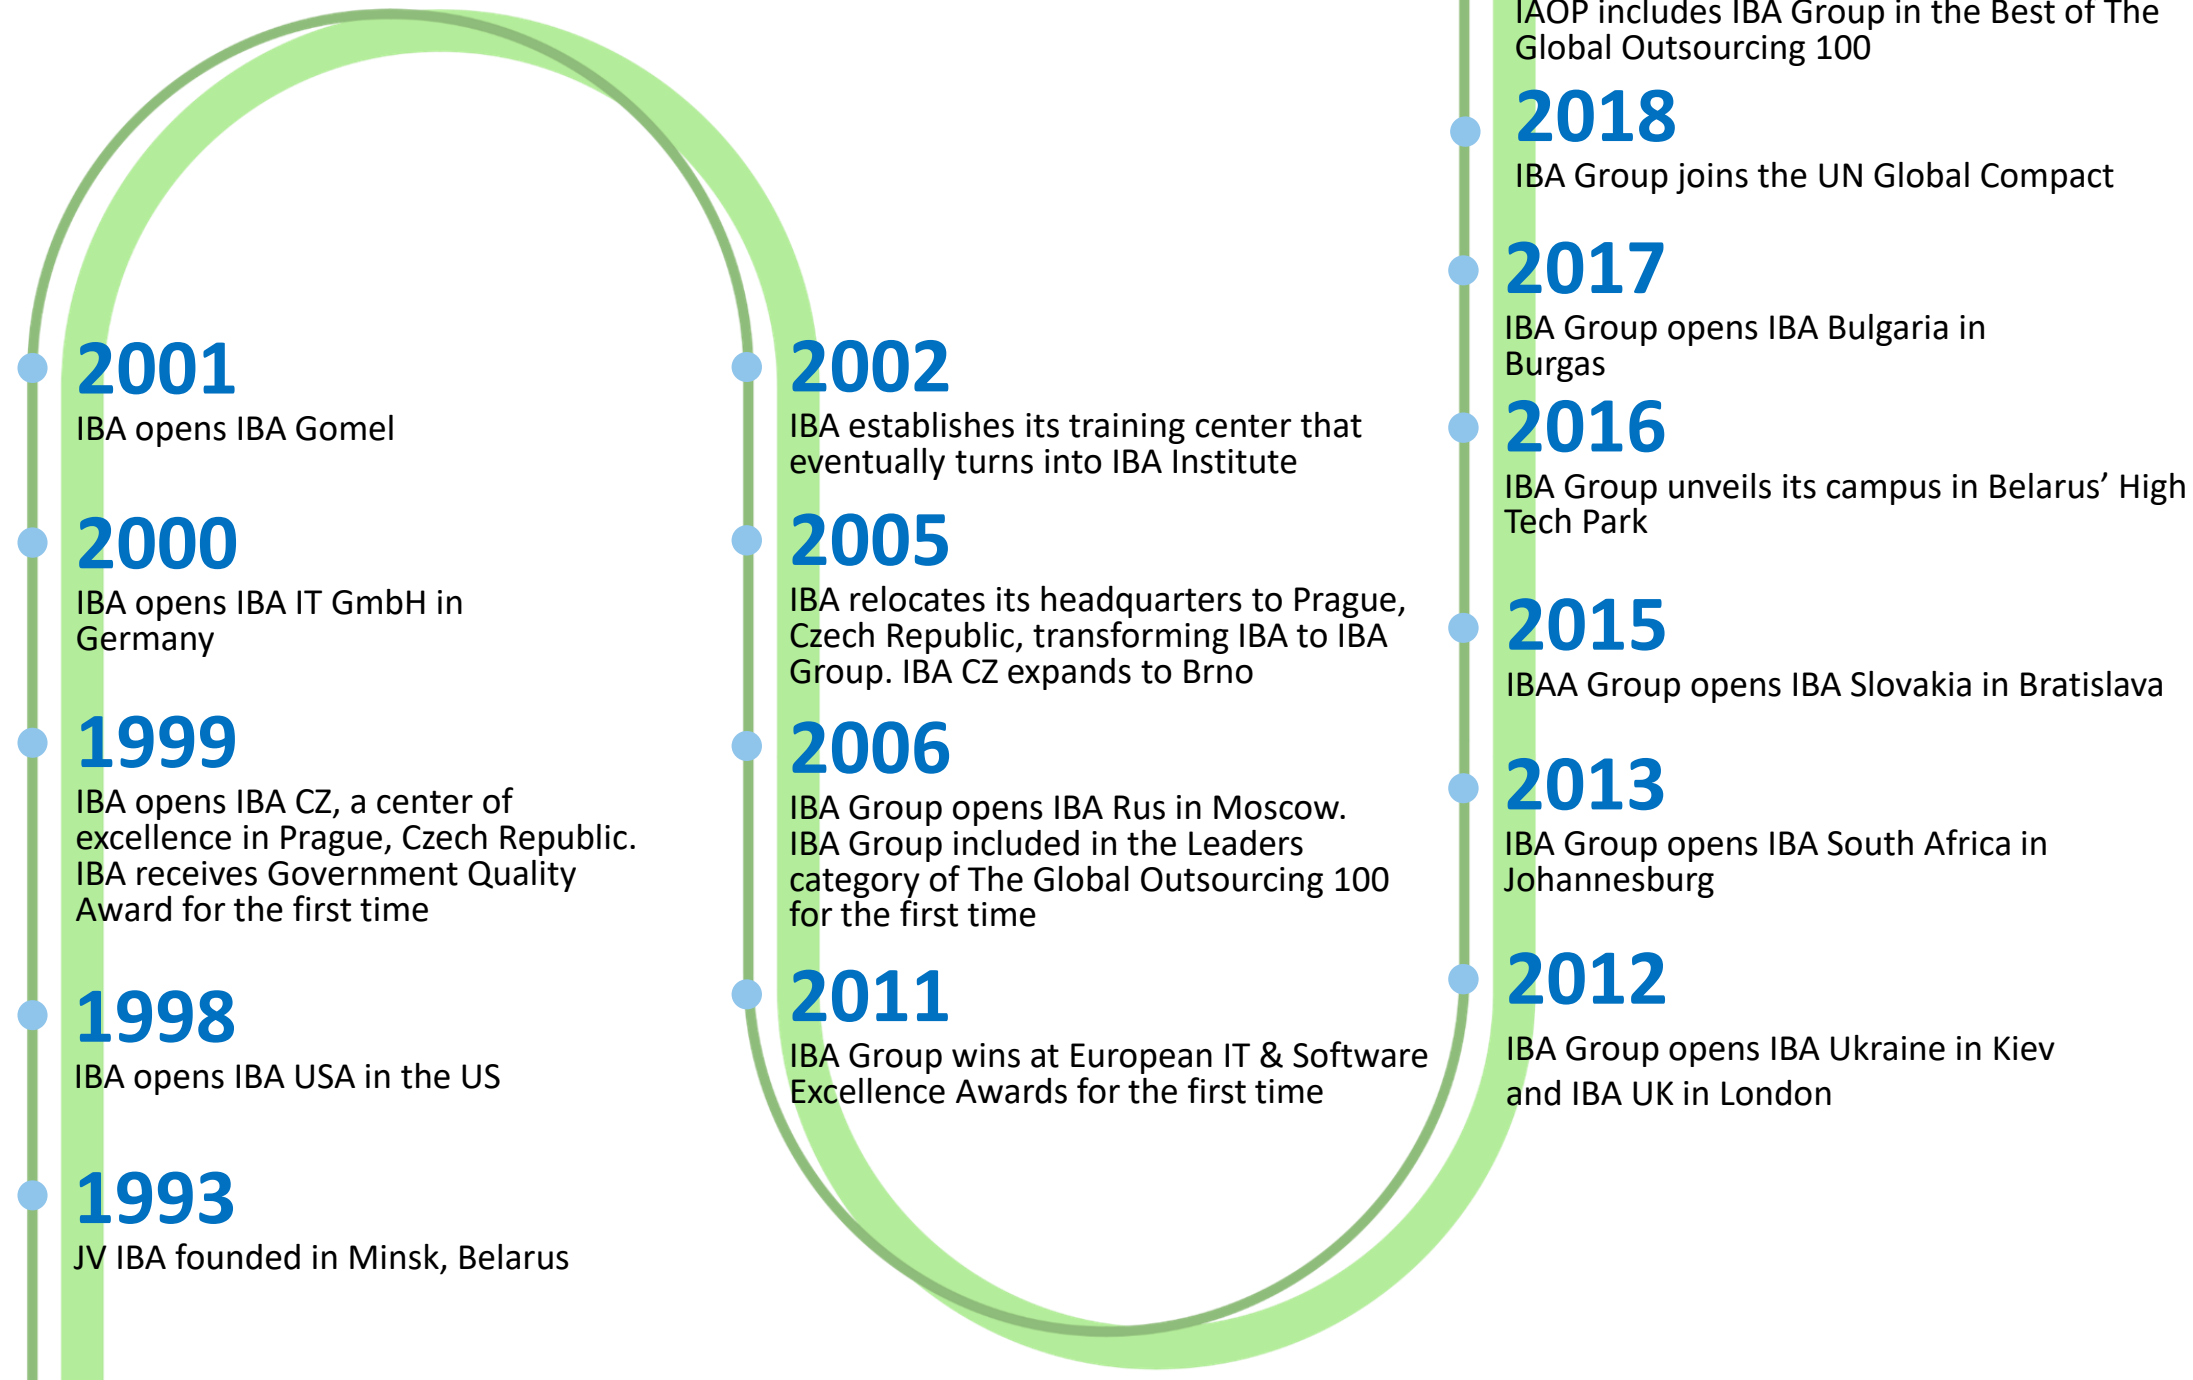 2001
IBA opens IBA Gomel
2000
IBA opens IBA IT GmbH in
Germany
1999
IBA opens IBA CZ, a center of
excellence in Prague, Czech Republic.
IBA receives Government Quality
Award for the first time
1998
IBA opens IBA USA in the US
1993
JV IBA founded in Minsk, Belarus
2002
IBA establishes its training center that
eventually turns into IBA Institute
2005
IBA relocates its headquarters to Prague,
Czech Republic, transforming IBA to IBA
Group. IBA CZ expands to Brno
2006
IBA Group opens IBA Rus in Moscow.
IBA Group included in the Leaders
category of The Global Outsourcing 100
for the first time
2011
IBA Group wins at European IT & Software
Excellence Awards for the first time
IAOP includes IBA Group in the Best of The
Global Outsourcing 100
2018
IBA Group joins the UN Global Compact
2017
IBA Group opens IBA Bulgaria in
Burgas
2016
IBA Group unveils its campus in Belarus’ High
Tech Park
2015
IBAA Group opens IBA Slovakia in Bratislava
2013
IBA Group opens IBA South Africa in
Johannesburg
2012
IBA Group opens IBA Ukraine in Kiev
and IBA UK in London